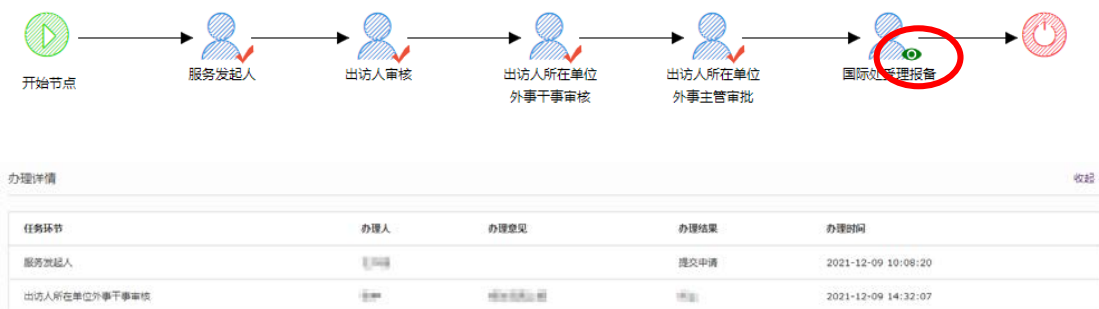 开始节点
服务发起人
出访人审核
出访人所在单位
外事干事审核
出访人所在单位
外事主管审批
国际处受理报备
办理详情
收起
任务环节 办理人 办理意见 办理结果 办理时间
服务发起人 提交申请 2021-12-09 10:08:20
出访人所在单位外事干事审核 2021-12-09 14:32:07